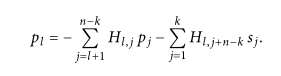 $$p_l = -\sum_{j=l+1}^{n-k} H_{l,j}\, p_j - \sum_{j=1}^{k} H_{l,j+n-k}\, s_j.$$